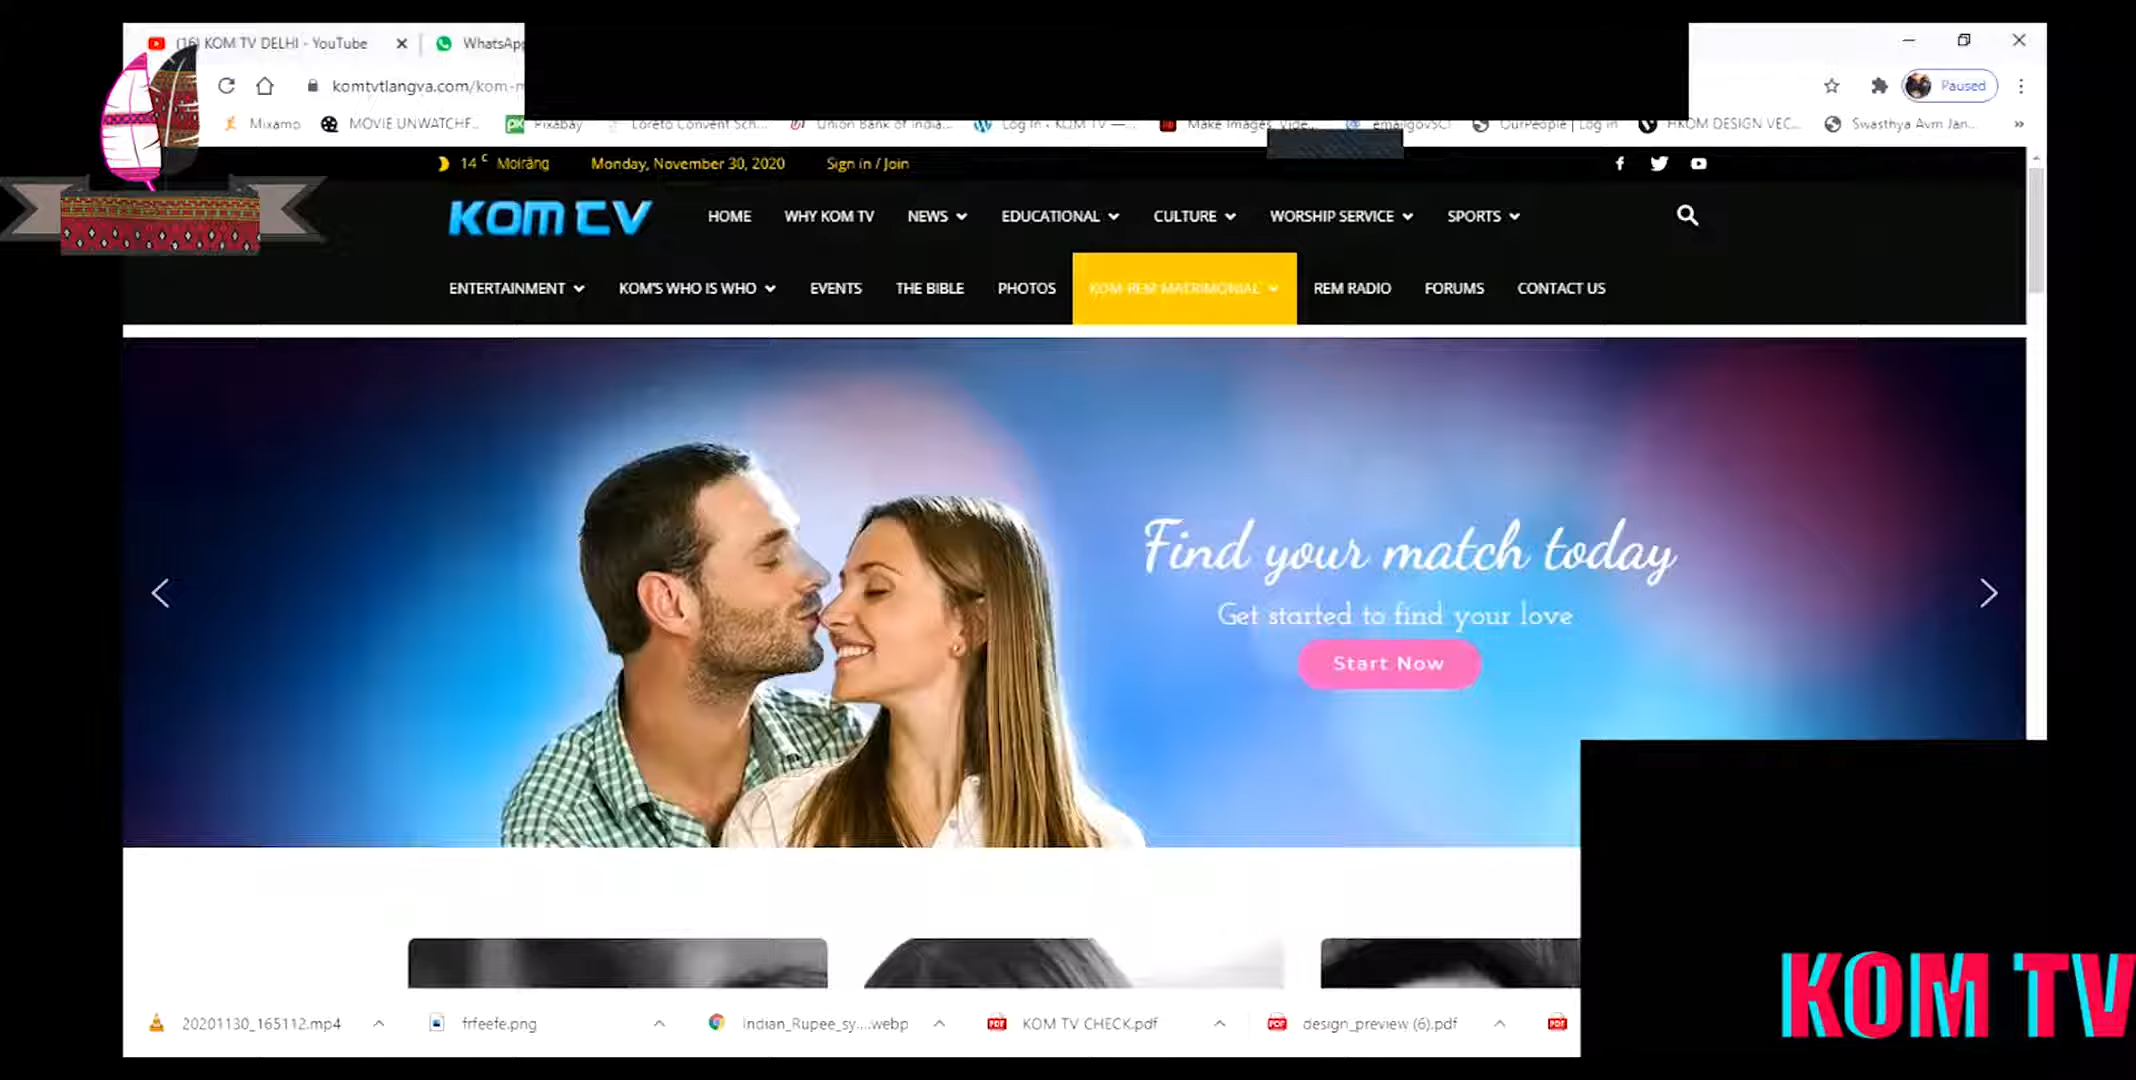 (16) KOM TV DELHI - YouTube
WhatsApp
komtvtlangva.com/kom-m
Paused
Mixamp
MOVIE UNWATCHF...
Pixabay
Loreto Convent Sch...
Union Bank of India...
Log In ‹ KOM TV —...
Make Images, Vide...
emailgovSCI
OurPeople | Log in
HKOM DESIGN VEC...
Swasthya Avm Jan...
14 C Moirāng
Monday, November 30, 2020
Sign in / Join
KOM TV
HOME
WHY KOM TV
NEWS
EDUCATIONAL
CULTURE
WORSHIP SERVICE
SPORTS
ENTERTAINMENT
KOM'S WHO IS WHO
EVENTS
THE BIBLE
PHOTOS
KOM-REM MATRIMONIAL
REM RADIO
FORUMS
CONTACT US
Find your match today
Get started to find your love
Start Now
20201130_165112.mp4
frfeefe.png
Indian_Rupee_sy....webp
KOM TV CHECK.pdf
design_preview (6).pdf
KOM TV